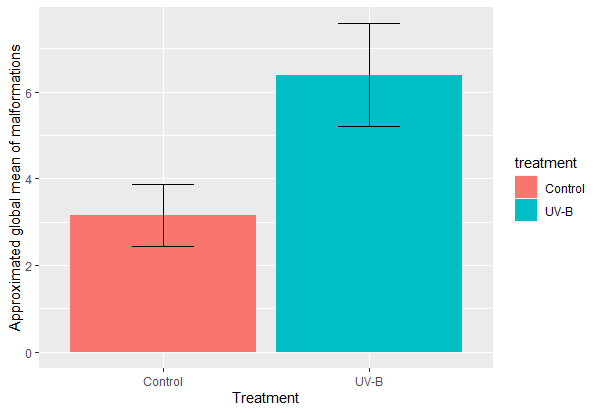 Approximated global mean of malformations
6
4
2
0
Control
UV-B
Treatment
treatment
Control
UV-B